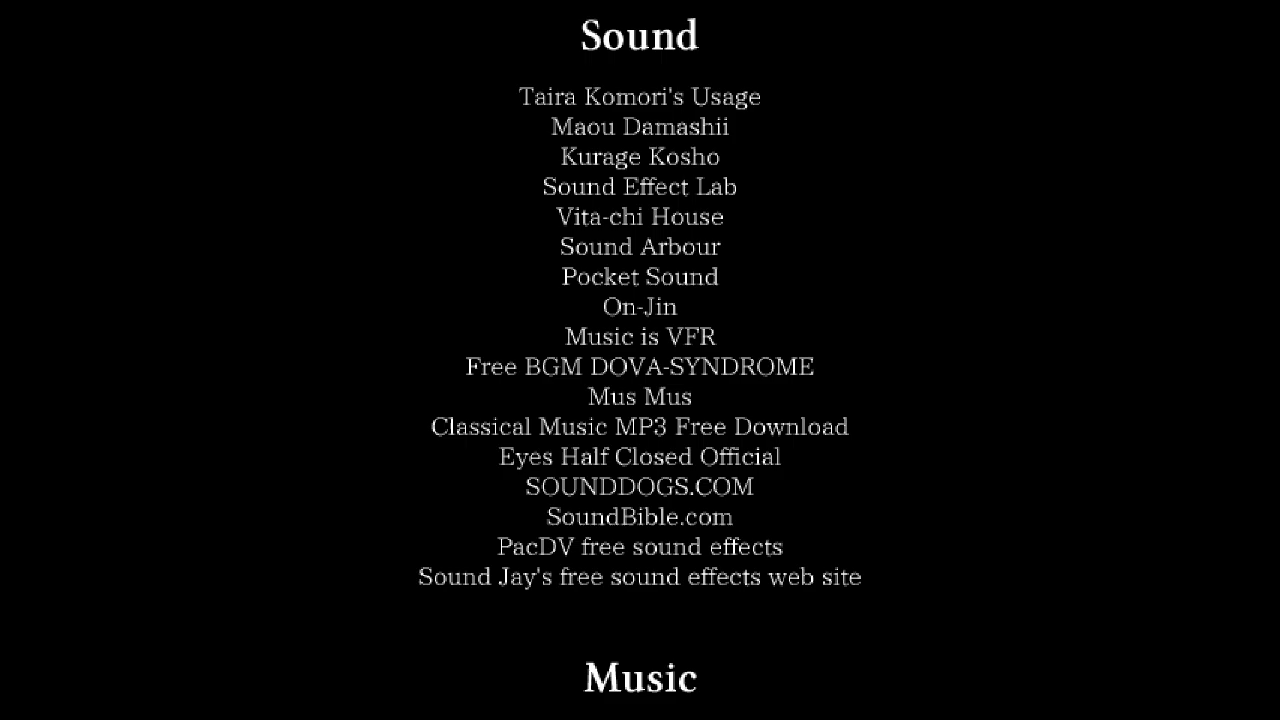 Sound
Taira Komori's Usage
Maou Damashii
Kurage Kosho
Sound Effect Lab
Vita-chi House
Sound Arbour
Pocket Sound
On-Jin
Music is VFR
Free BGM DOVA-SYNDROME
Mus Mus
Classical Music MP3 Free Download
Eyes Half Closed Official
SOUNDDOGS.COM
SoundBible.com
PacDV free sound effects
Sound Jay's free sound effects web site
Music